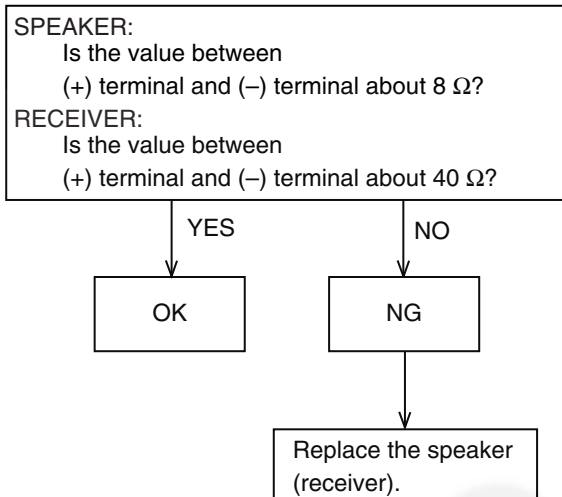 SPEAKER:
Is the value between
(+) terminal and (–) terminal about 8 Ω?
RECEIVER:
Is the value between
(+) terminal and (–) terminal about 40 Ω?
YES
NO
OK
NG
Replace the speaker
(receiver).